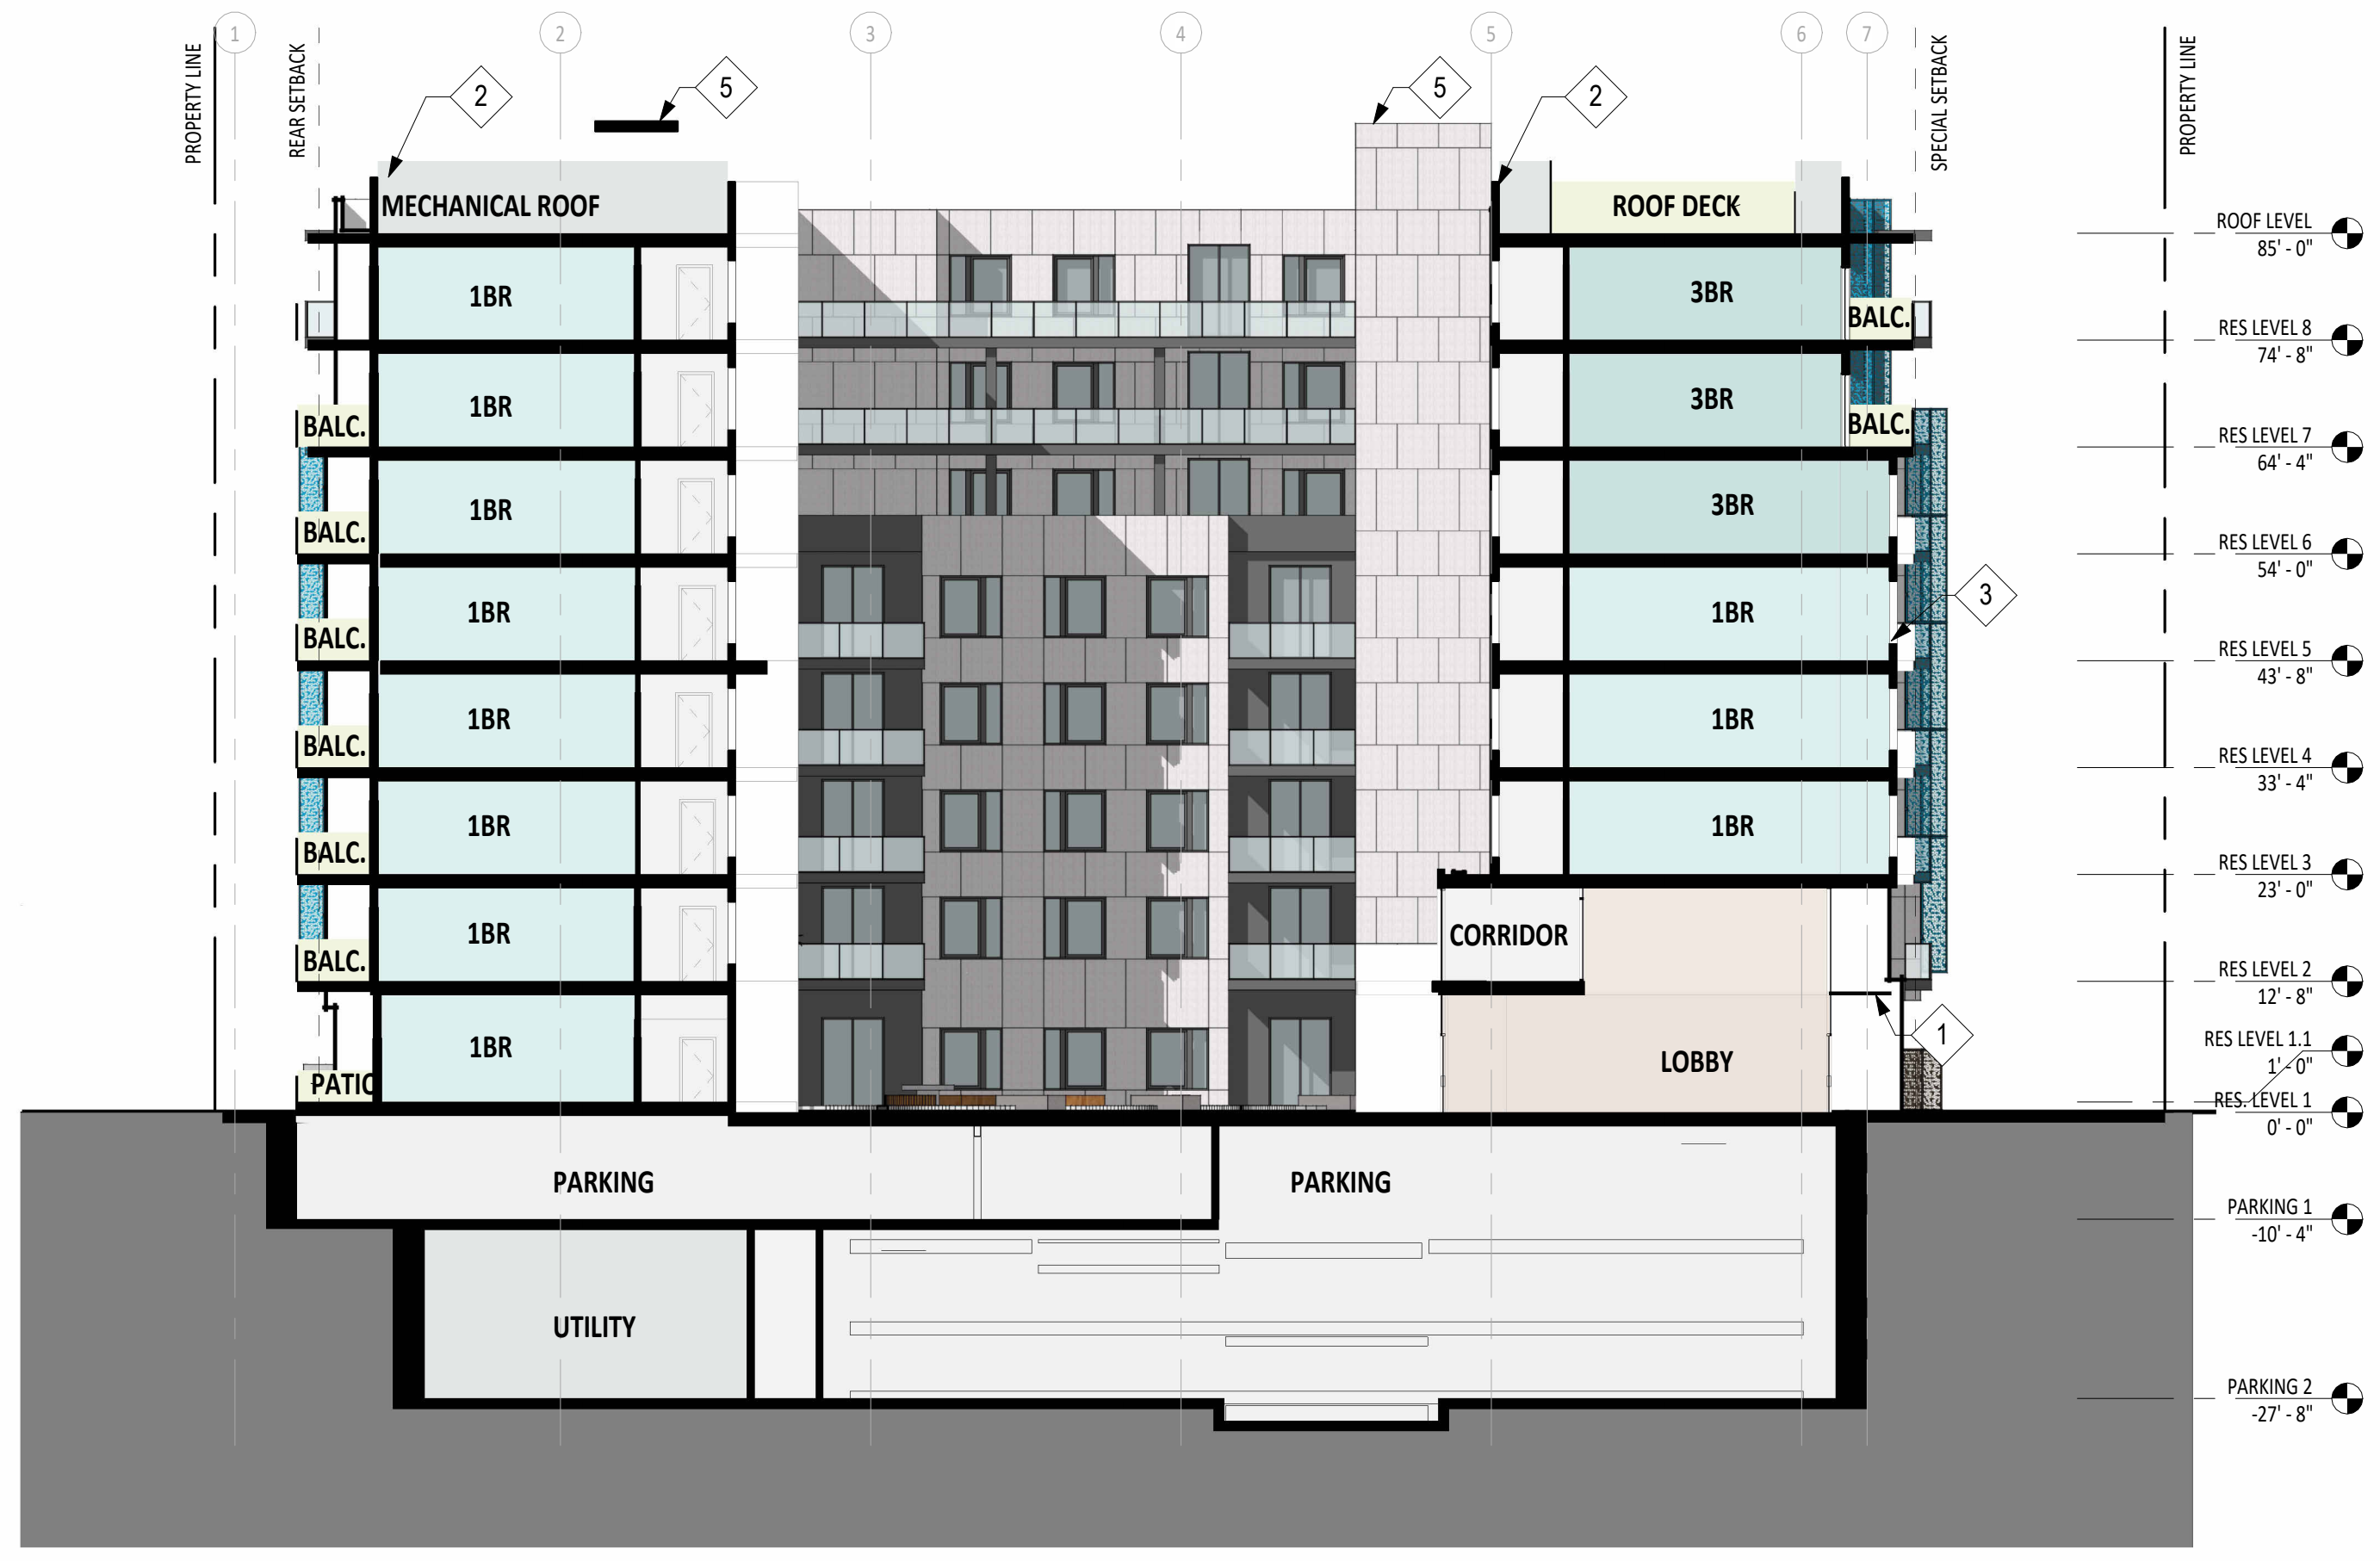 1
2
3
4
5
6
7
PROPERTY LINE
REAR SETBACK
SPECIAL SETBACK
PROPERTY LINE
2
5
5
2
MECHANICAL ROOF
ROOF DECK
ROOF LEVEL
85' - 0"
1BR
3BR
BALC.
RES LEVEL 8
74' - 8"
BALC.
1BR
3BR
BALC.
RES LEVEL 7
64' - 4"
BALC.
1BR
3BR
RES LEVEL 6
54' - 0"
3
BALC.
1BR
1BR
RES LEVEL 5
43' - 8"
BALC.
1BR
1BR
RES LEVEL 4
33' - 4"
BALC.
1BR
1BR
RES LEVEL 3
23' - 0"
BALC.
1BR
CORRIDOR
RES LEVEL 2
12' - 8"
1
RES LEVEL 1.1
1' - 0"
PATIO
1BR
LOBBY
RES. LEVEL 1
0' - 0"
PARKING
PARKING
PARKING 1
-10' - 4"
UTILITY
PARKING 2
-27' - 8"